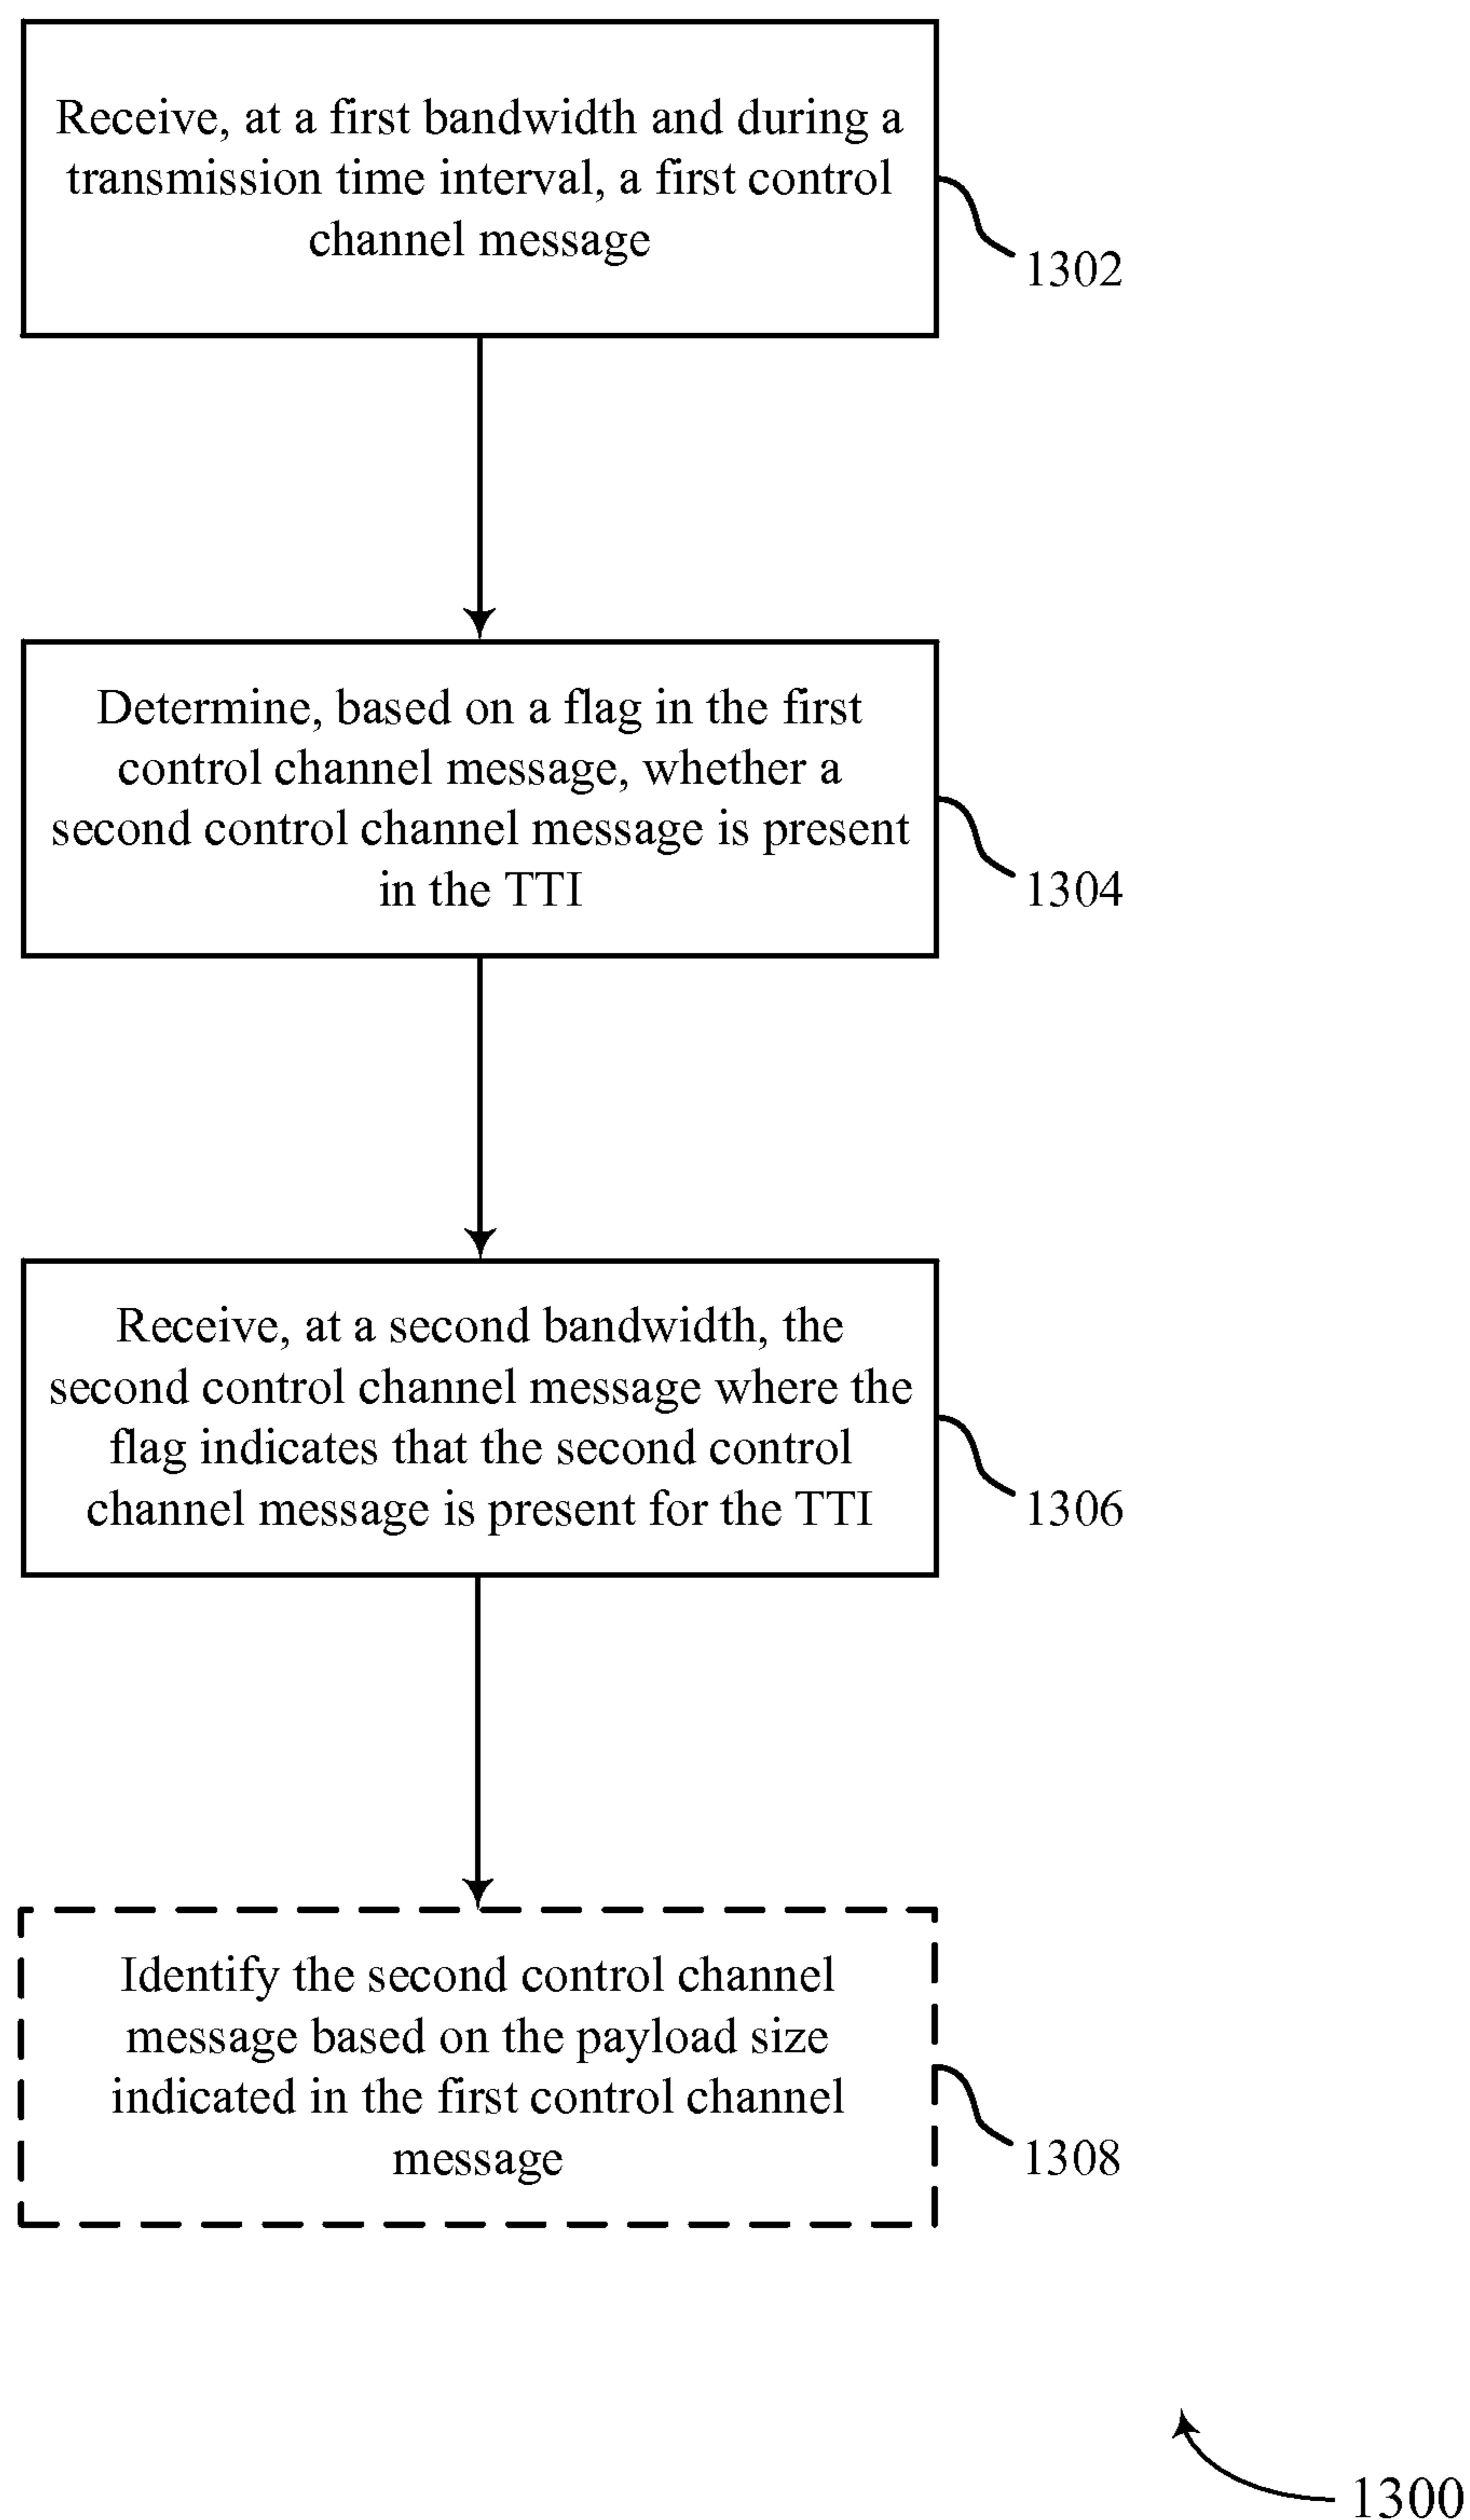 Receive, at a first bandwidth and during a
transmission time interval, a first control
channel message
1302
Determine, based on a flag in the first
control channel message, whether a
second control channel message is present
in the TTI
1304
Receive, at a second bandwidth, the
second control channel message where the
flag indicates that the second control
channel message is present for the TTI
1306
Identify the second control channel
message based on the payload size
indicated in the first control channel
message
1308
1300